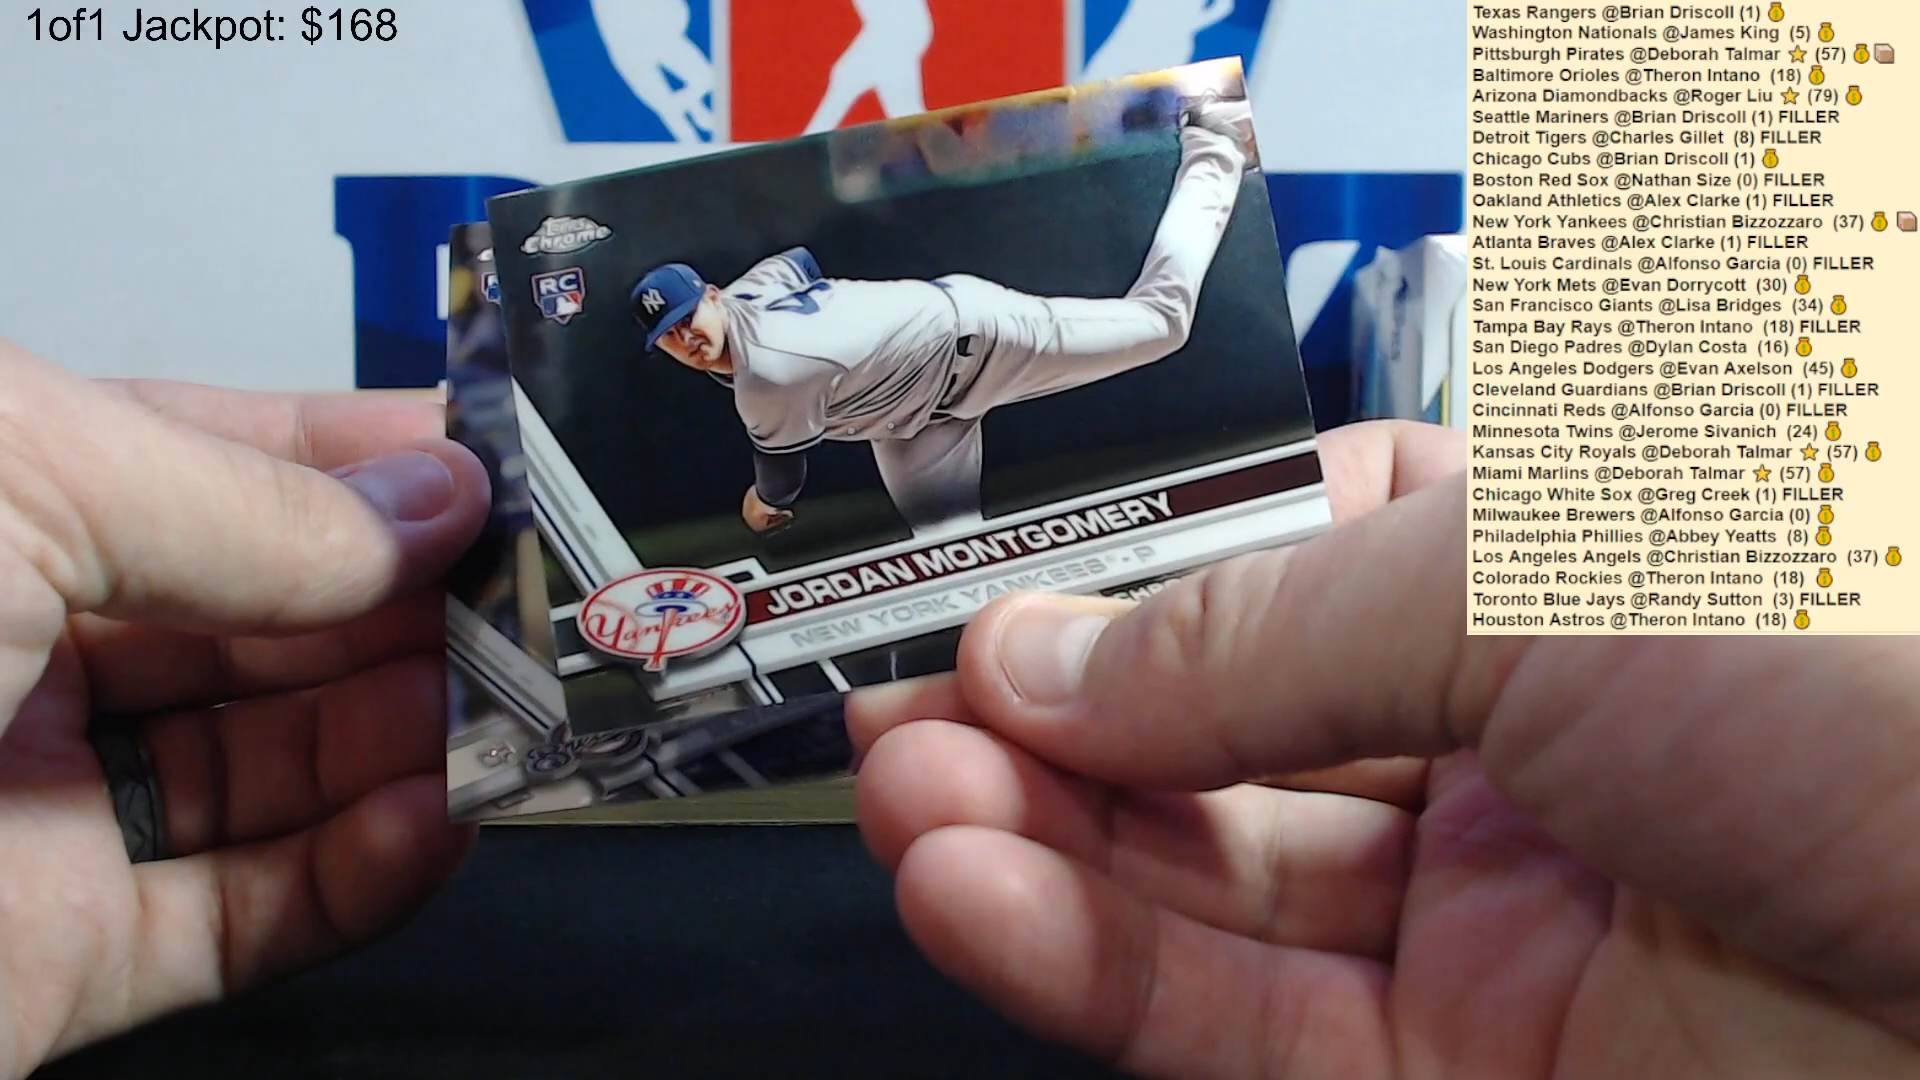 1of1 Jackpot: $168
Texas Rangers @Brian Driscoll (1)
Washington Nationals @James King (5)
Pittsburgh Pirates @Deborah Talmar (57)
Baltimore Orioles @Theron Intano (18)
Arizona Diamondbacks @Roger Liu (79)
Seattle Mariners @Brian Driscoll (1) FILLER
Detroit Tigers @Charles Gillet (8) FILLER
Chicago Cubs @Brian Driscoll (1)
Boston Red Sox @Nathan Size (0) FILLER
Oakland Athletics @Alex Clarke (1) FILLER
New York Yankees @Christian Bizzozzaro (37)
Atlanta Braves @Alex Clarke (1) FILLER
St. Louis Cardinals @Alfonso Garcia (0) FILLER
New York Mets @Evan Dorrycott (30)
San Francisco Giants @Lisa Bridges (34)
Tampa Bay Rays @Theron Intano (18) FILLER
San Diego Padres @Dylan Costa (16)
Los Angeles Dodgers @Evan Axelson (45)
Cleveland Guardians @Brian Driscoll (1) FILLER
Cincinnati Reds @Alfonso Garcia (0) FILLER
Minnesota Twins @Jerome Sivanich (24)
Kansas City Royals @Deborah Talmar (57)
Miami Marlins @Deborah Talmar (57)
Chicago White Sox @Greg Creek (1) FILLER
Milwaukee Brewers @Alfonso Garcia (0)
Philadelphia Phillies @Abbey Yeatts (8)
Los Angeles Angels @Christian Bizzozzaro (37)
Colorado Rockies @Theron Intano (18)
Toronto Blue Jays @Randy Sutton (3) FILLER
Houston Astros @Theron Intano (18)
Topps
Chrome
RC
NY
JORDAN MONTGOMERY
NEW YORK YANKEES - P
Yankees